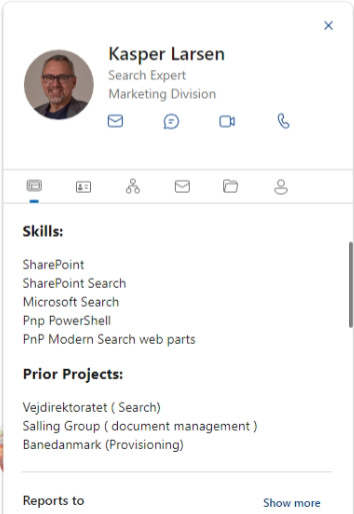 Kasper Larsen
Search Expert
Marketing Division
Skills:
SharePoint
SharePoint Search
Microsoft Search
Pnp PowerShell
PnP Modern Search web parts
Prior Projects:
Vejdirektoratet ( Search)
Salling Group ( document management )
Banedanmark (Provisioning)
Reports to
Show more